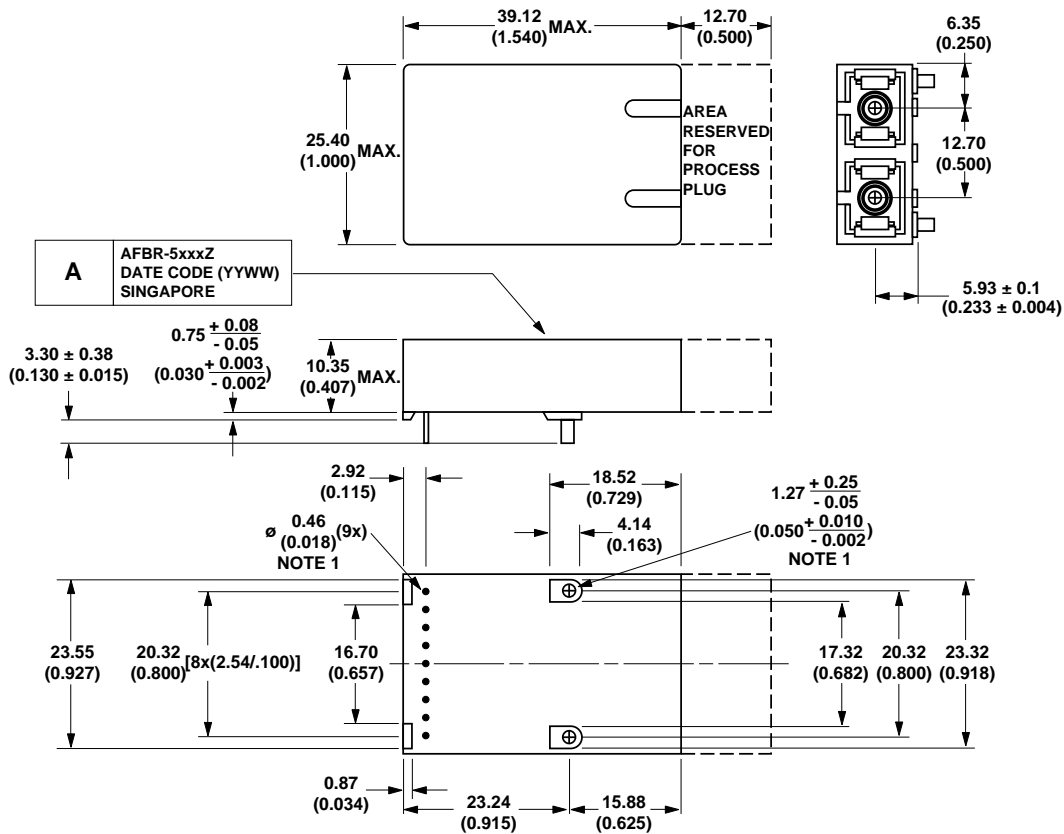 39.12
(1.540) MAX.
12.70
(0.500)
6.35
(0.250)
25.40
(1.000) MAX.
AREA
RESERVED
FOR
PROCESS
PLUG
12.70
(0.500)
A
AFBR-5xxxZ
DATE CODE (YYWW)
SINGAPORE
5.93 ± 0.1
(0.233 ± 0.004)
0.75 + 0.08
- 0.05
3.30 ± 0.38
(0.130 ± 0.015)
(0.030 + 0.003
- 0.002)
10.35
(0.407) MAX.
2.92
(0.115)
18.52
(0.729)
1.27 + 0.25
- 0.05
ø 0.46
(0.018) (9x)
NOTE 1
4.14
(0.163)
(0.050 + 0.010
- 0.002)
NOTE 1
23.55
(0.927)
20.32
(0.800)
[8x(2.54/.100)]
16.70
(0.657)
17.32
(0.682)
20.32
(0.800)
23.32
(0.918)
0.87
(0.034)
23.24
(0.915)
15.88
(0.625)